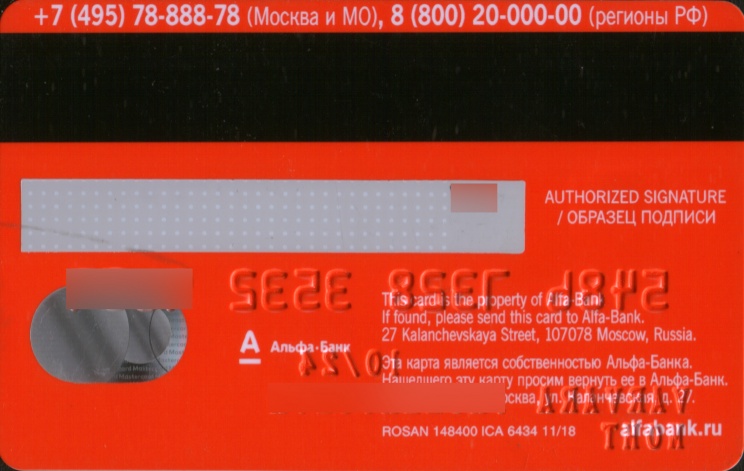 +7 (495) 78-888-78 (Москва и МО), 8 (800) 20-000-00 (регионы РФ)
AUTHORIZED SIGNATURE
/ ОБРАЗЕЦ ПОДПИСИ
This card is the property of Alfa-Bank
If found, please send this card to Alfa-Bank.
27 Kalanchevskaya Street, 107078 Moscow, Russia.
А Альфа·Банк
Эта карта является собственностью Альфа-Банка.
Нашедшего эту карту просим вернуть ее в Альфа-Банк.
ул. Каланчевская, д. 27.
ROSAN 148400 ICA 6434 11/18
alfabank.ru